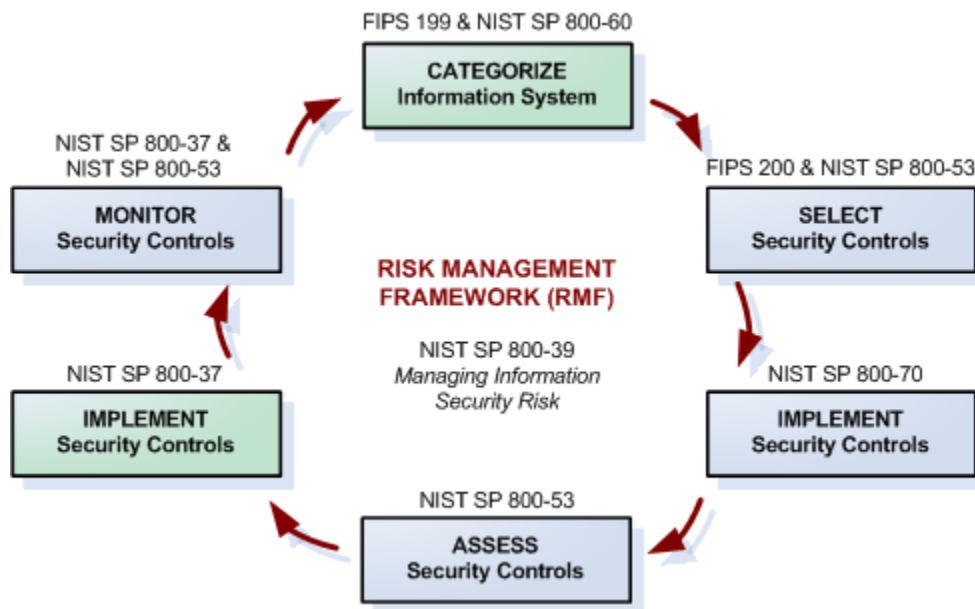 FIPS 199 & NIST SP 800-60
CATEGORIZE
Information System
FIPS 200 & NIST SP 800-53
SELECT
Security Controls
NIST SP 800-70
IMPLEMENT
Security Controls
NIST SP 800-53
ASSESS
Security Controls
NIST SP 800-37
IMPLEMENT
Security Controls
NIST SP 800-37 &
NIST SP 800-53
MONITOR
Security Controls
RISK MANAGEMENT
FRAMEWORK (RMF)
NIST SP 800-39
Managing Information
Security Risk